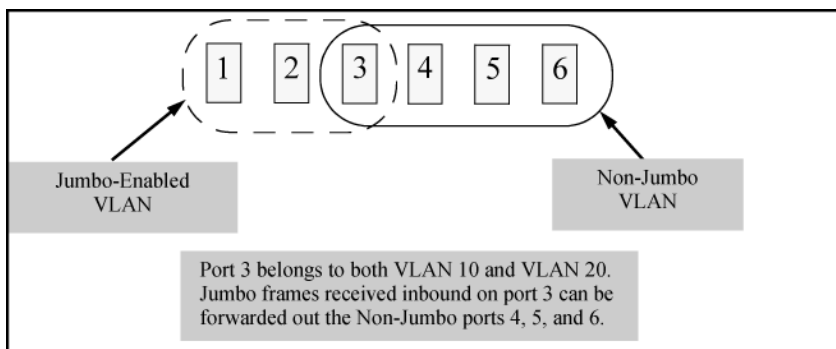 1 2 3 4 5 6
Jumbo-Enabled
VLAN
Non-Jumbo
VLAN
Port 3 belongs to both VLAN 10 and VLAN 20.
Jumbo frames received inbound on port 3 can be
forwarded out the Non-Jumbo ports 4, 5, and 6.